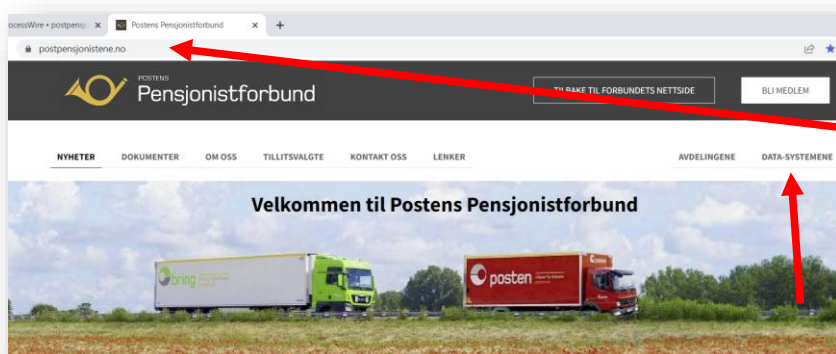 ocessWire • postpensj
Postens Pensjonistforbund
postpensjonistene.no
POSTENS
Pensjonistforbund
TILBAKE TIL FORBUNDETS NETTSIDE
BLI MEDLEM
NYHETER DOKUMENTER OM OSS TILLITSVALGTE KONTAKT OSS LENKER AVDELINGENE DATA-SYSTEMENE
Velkommen til Postens Pensjonistforbund
bring
posten